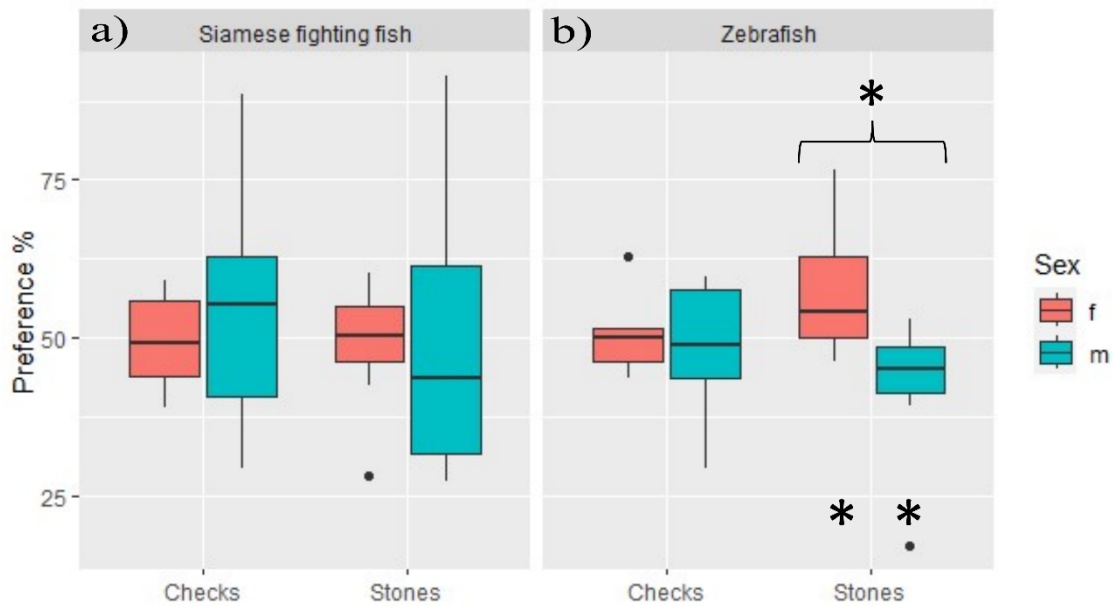 a) Siamese fighting fish
b) Zebrafish
*
75
50
25
Preference %
* *
Checks
Stones
Checks
Stones
Sex
f
m